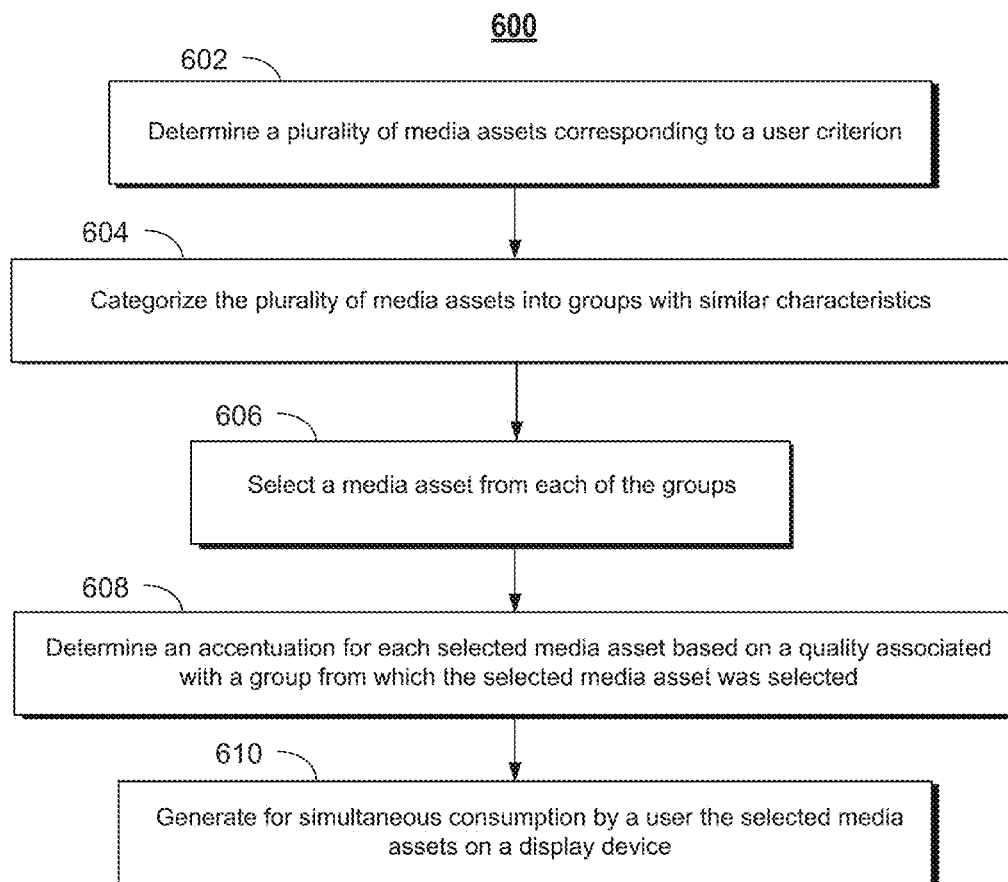 600
602
Determine a plurality of media assets corresponding to a user criterion
604
Categorize the plurality of media assets into groups with similar characteristics
606
Select a media asset from each of the groups
608
Determine an accentuation for each selected media asset based on a quality associated
with a group from which the selected media asset was selected
610
Generate for simultaneous consumption by a user the selected media
assets on a display device